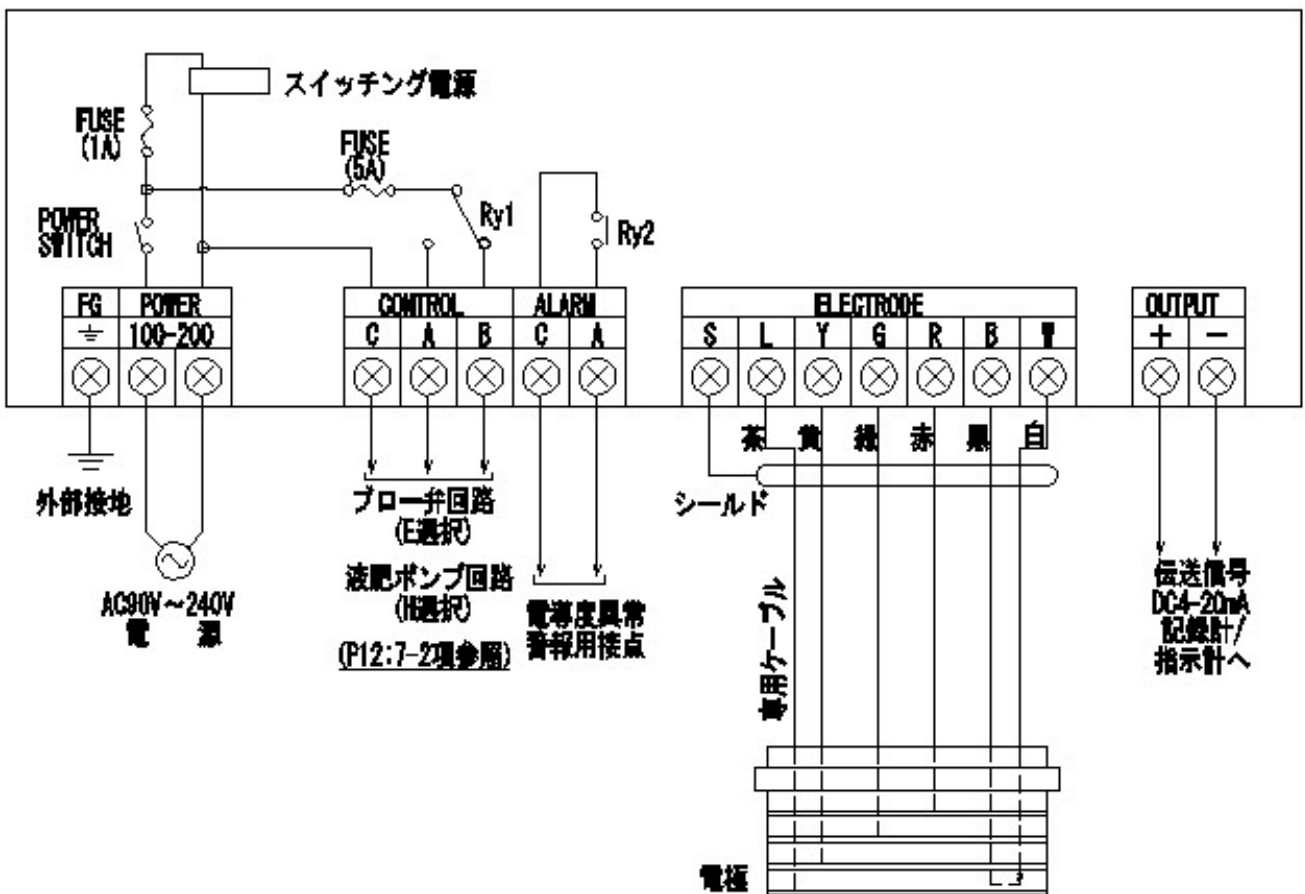 スイッチング電源
FUSE
(1A)
FUSE
(5A)
POWER
SWITCH
Ry1
Ry2
FG POWER
100-200
CONTROL ALARM
C A B C A
ELECTRODE
S L Y G R B W
OUTPUT
+ −
茶 黄 緑 赤 黒 白
シールド
外部接地
AC90V～240V
電 源
ブロー弁回路
(E選択)
液肥ポンプ回路
(H選択)
(P12:7-2項参照)
電導度異常
警報用接点
専用ケーブル
伝送信号
DC4-20mA
記録計/
指示計へ
電極